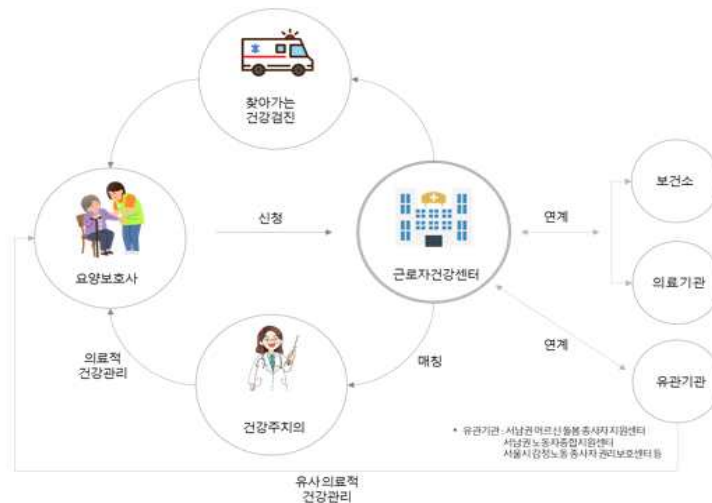 찾아가는
건강검진
보건소
신청
연계
요양보호사
근로자건강센터
의료기관
의료적
건강관리
매칭
연계
건강주치의
유관기관
* 유관기관 : 서남권 어르신 돌봄 종사자 지원센터
서남권 노동자종합지원센터
서울시 감정노동 종사자 권리보호센터 등
유사 의료적
건강관리